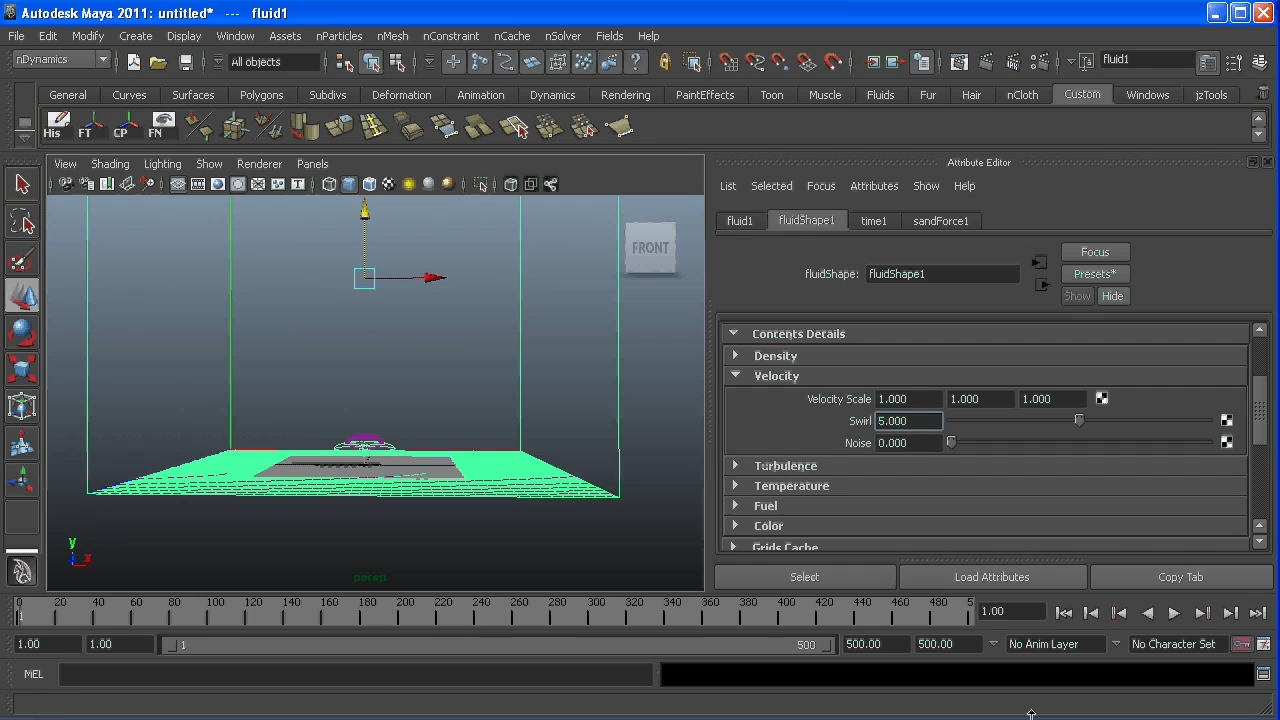 Autodesk Maya 2011: untitled* --- fluid1
File Edit Modify Create Display Window Assets nParticles nMesh nConstraint nCache nSolver Fields Help
nDynamics All objects fluid1
General Curves Surfaces Polygons Subdivs Deformation Animation Dynamics Rendering PaintEffects Toon Muscle Fluids Fur Hair nCloth Custom Windows jzTools
His FT CP FN
View Shading Lighting Show Renderer Panels
Attribute Editor
List Selected Focus Attributes Show Help
fluid1 fluidShape1 time1 sandForce1
FRONT
Focus
fluidShape: fluidShape1 Presets*
Show Hide
Contents Details
Density
Velocity
Velocity Scale 1.000 1.000 1.000
Swirl 5.000
Noise 0.000
Turbulence
Temperature
Fuel
Color
Grids Cache
y
x
persp
Select Load Attributes Copy Tab
0 20 40 60 80 100 120 140 160 180 200 220 240 260 280 300 320 340 360 380 400 420 440 460 480 5
1 1.00
1.00 1.00 1 500 500.00 500.00 No Anim Layer No Character Set
MEL